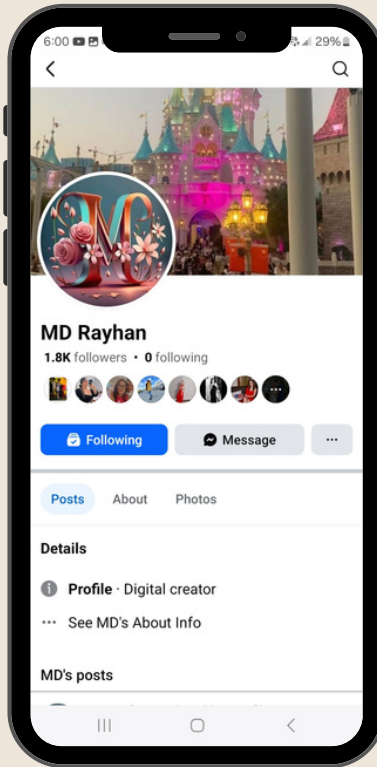 6:00 29%
M
MD Rayhan
1.8K followers • 0 following
Following Message ...
Posts About Photos
Details
Profile · Digital creator
See MD's About Info
MD's posts